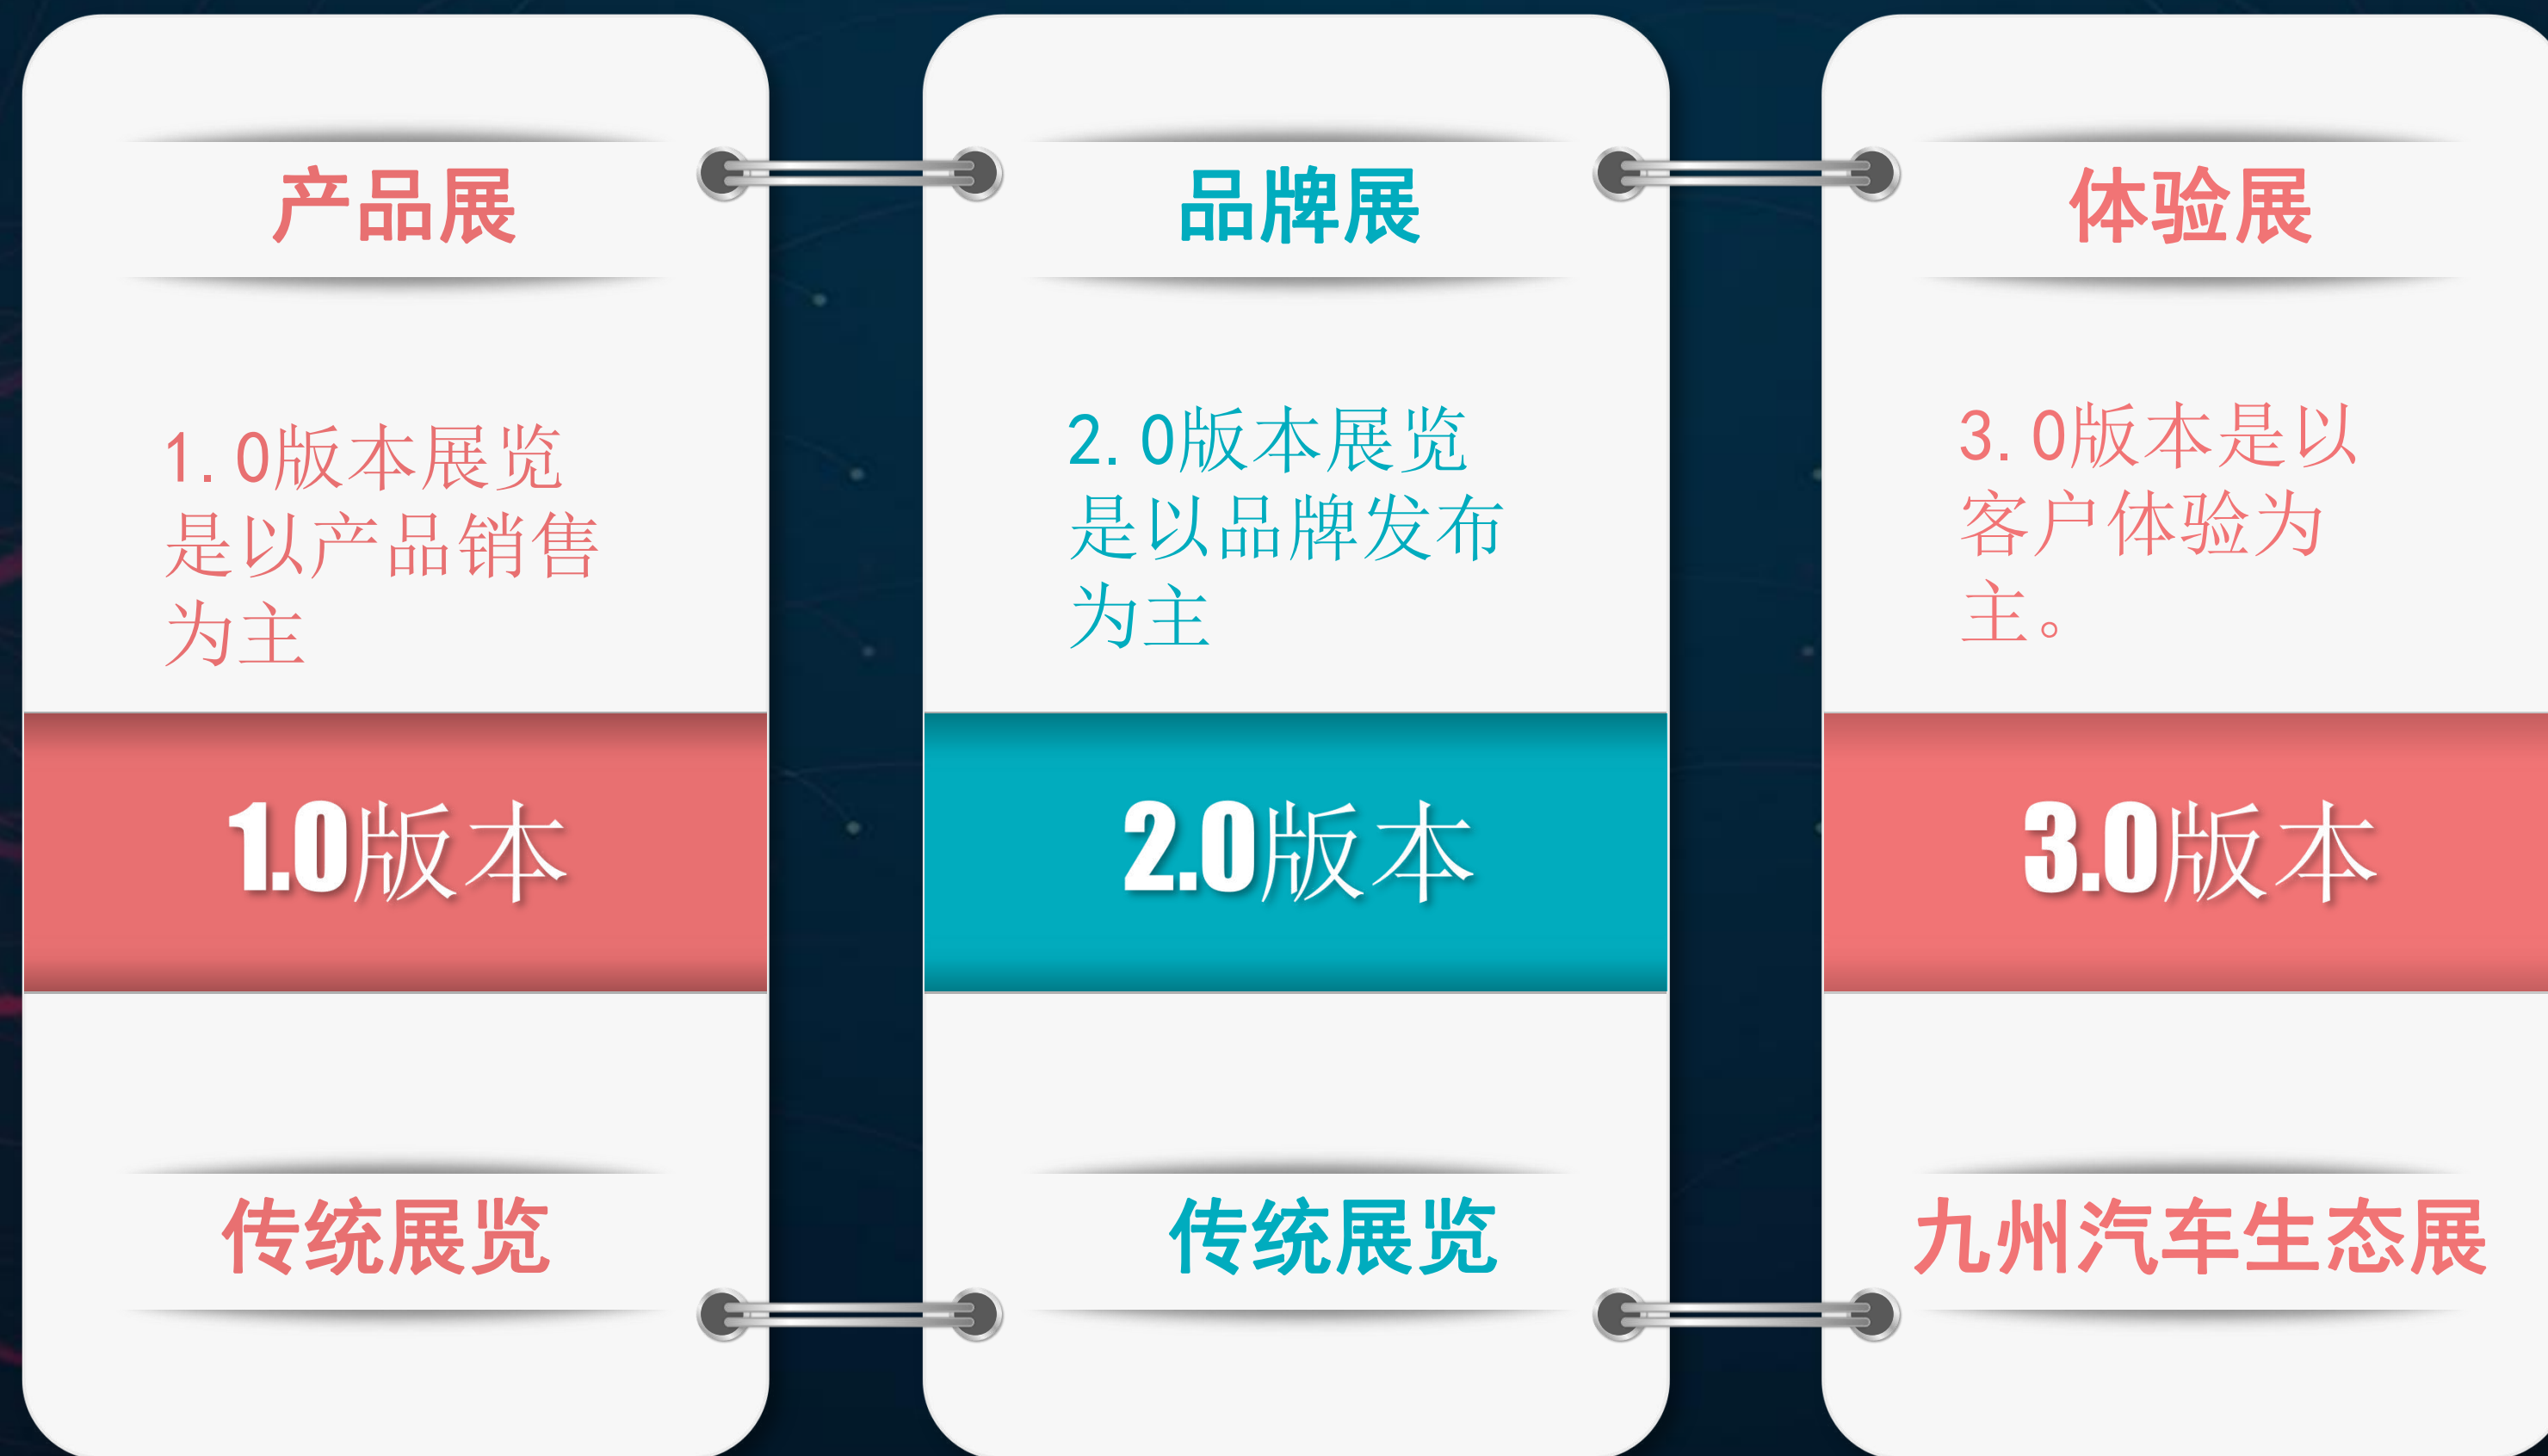 产品展
1.0版本展览
是以产品销售
为主
1.0版本
传统展览
品牌展
2.0版本展览
是以品牌发布
为主
2.0版本
传统展览
体验展
3.0版本是以
客户体验为
主。
3.0版本
九州汽车生态展